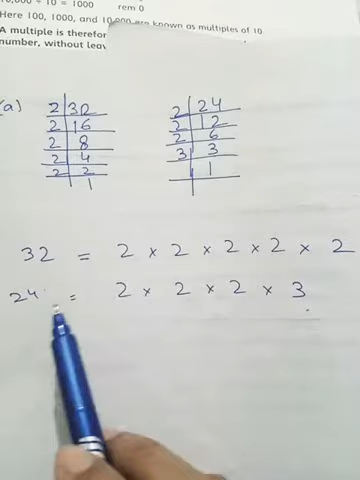 ÷ 10 = 1000 rem 0
Here 100, 1000, and 10,000 are known as multiples of 10
A multiple is therefor
number, without leav
(a)
2 32
2 16
2 8
2 4
2 2
1
2 24
2 12
2 6
3 3
1
32 = 2 × 2 × 2 × 2 × 2
24 = 2 × 2 × 2 × 3